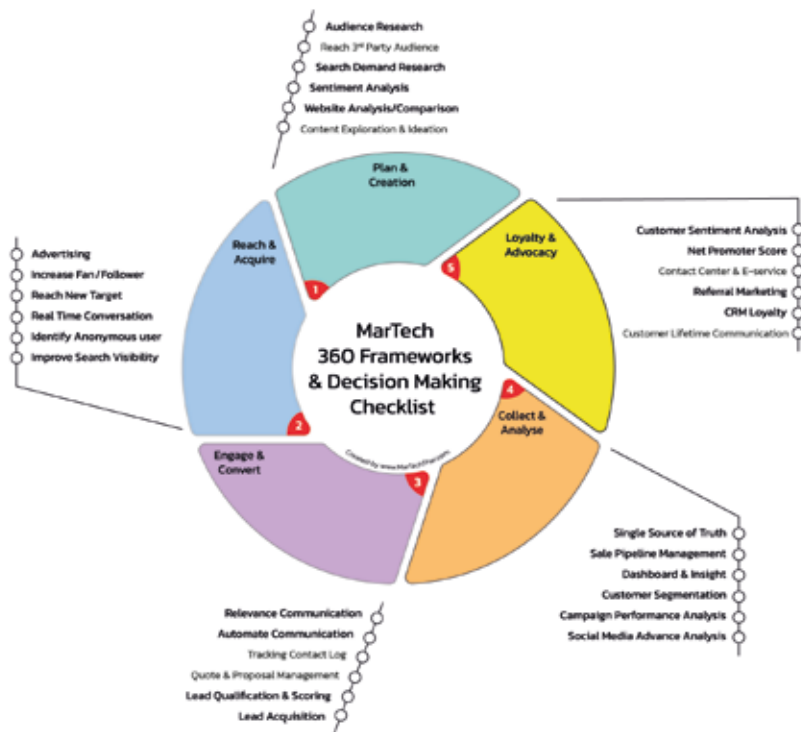 Audience Research
Reach 3rd Party Audience
Search Demand Research
Sentiment Analysis
Website Analysis/Comparison
Content Exploration & Ideation
Plan &
Creation
Reach &
Acquire
Loyalty &
Advocacy
Advertising
Increase Fan/Follower
Reach New Target
Real Time Conversation
Identify Anonymous user
Improve Search Visibility
Customer Sentiment Analysis
Net Promoter Score
Contact Center & E-service
Referral Marketing
CRM Loyalty
Customer Lifetime Communication
1
5
MarTech
360 Frameworks
& Decision Making
Checklist
2
4
3
Created by
Collect &
Analyse
Engage &
Convert
Single Source of Truth
Sale Pipeline Management
Dashboard & Insight
Customer Segmentation
Campaign Performance Analysis
Social Media Advance Analysis
Relevance Communication
Automate Communication
Tracking Contact Log
Quote & Proposal Management
Lead Qualification & Scoring
Lead Acquisition